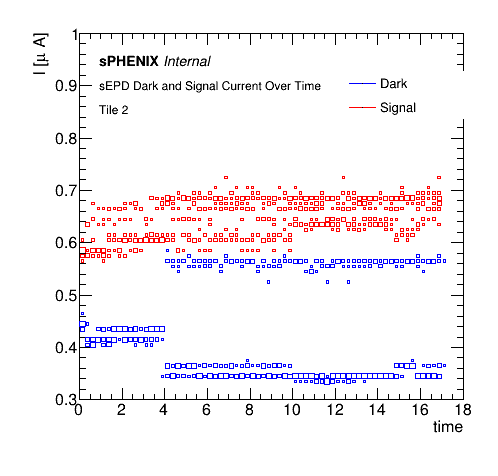 I [μ A]
1
0.9
0.8
0.7
0.6
0.5
0.4
0.3
sPHENIX Internal
sEPD Dark and Signal Current Over Time
Tile 2
Dark
Signal
0 2 4 6 8 10 12 14 16 18
time